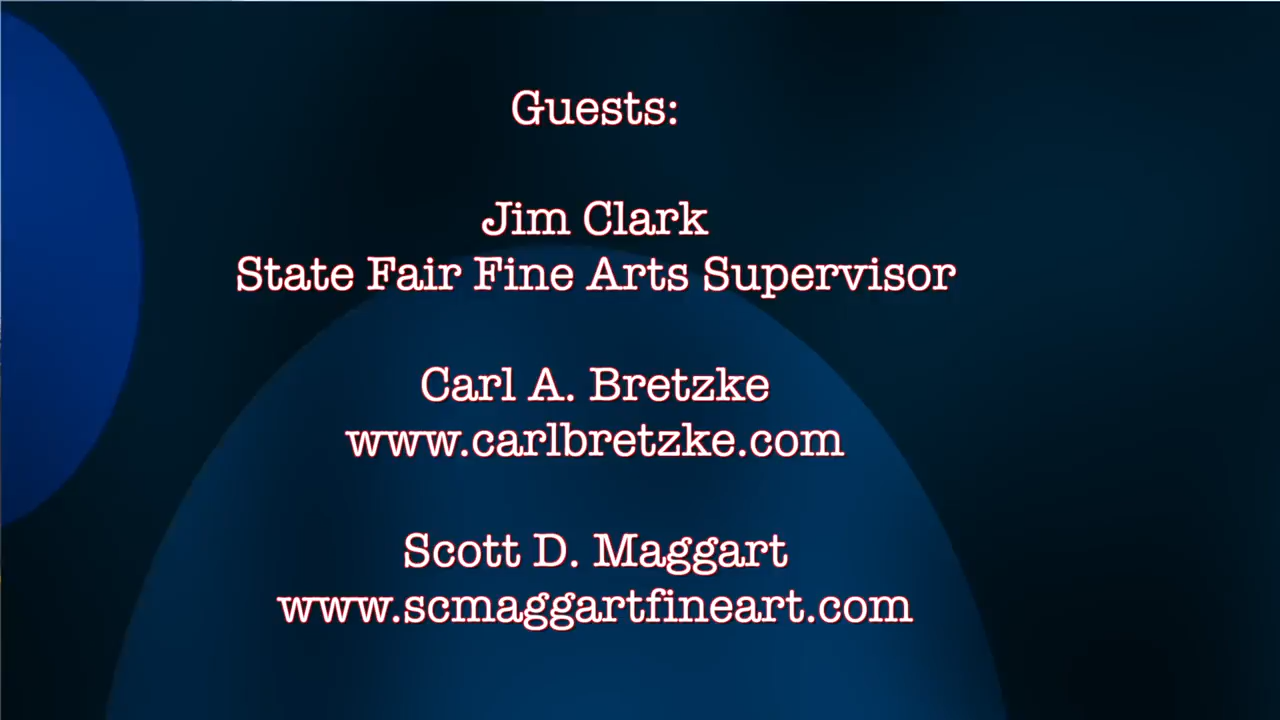 Guests:
Jim Clark
State Fair Fine Arts Supervisor
Carl A. Bretzke
www.carlbretzke.com
Scott D. Maggart
www.scmaggartfineart.com